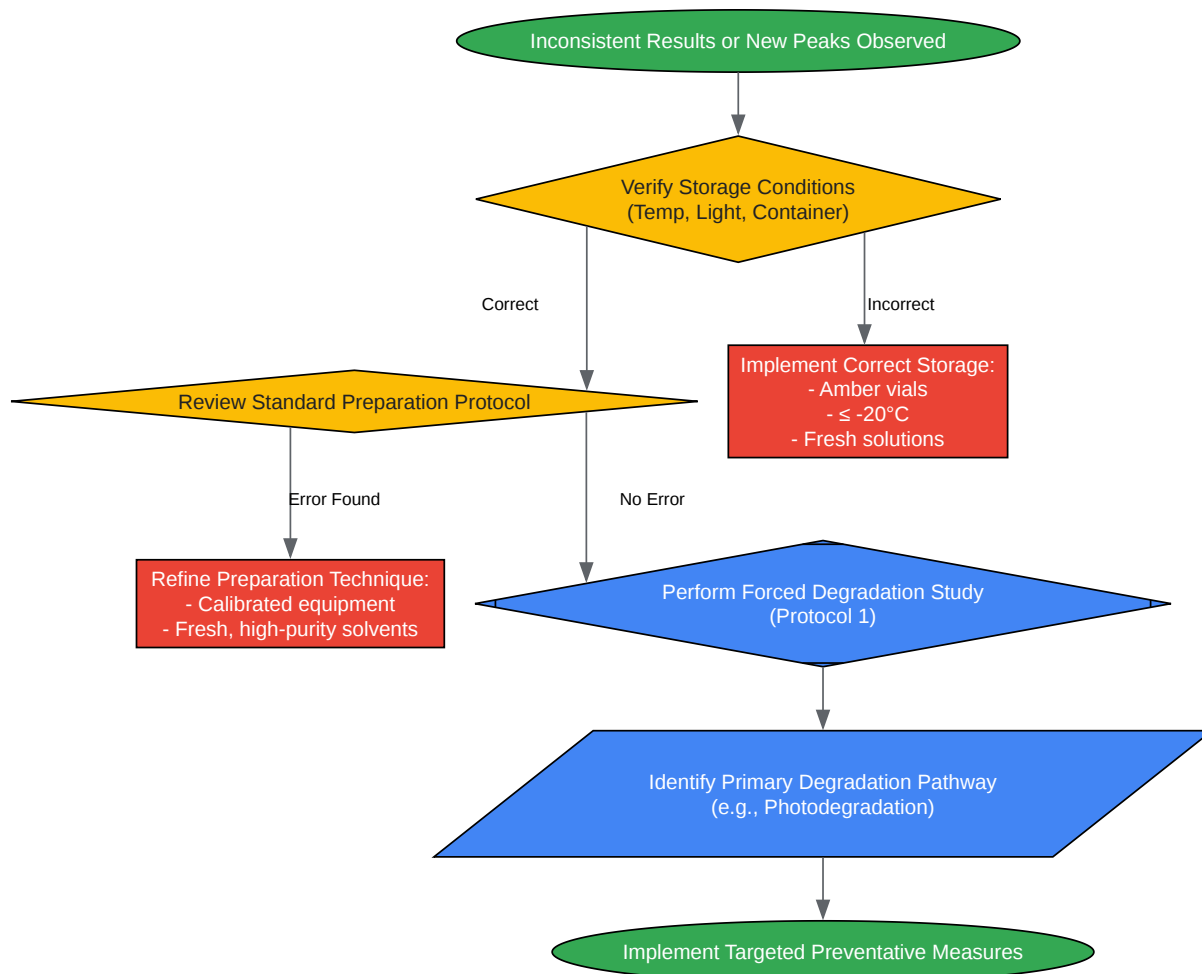 Inconsistent Results or New Peaks Observed
Verify Storage Conditions
(Temp, Light, Container)
Correct
Incorrect
Implement Correct Storage:
- Amber vials
- ≤ -20°C
- Fresh solutions
Review Standard Preparation Protocol
Error Found
No Error
Refine Preparation Technique:
- Calibrated equipment
- Fresh, high-purity solvents
Perform Forced Degradation Study
(Protocol 1)
Identify Primary Degradation Pathway
(e.g., Photodegradation)
Implement Targeted Preventative Measures